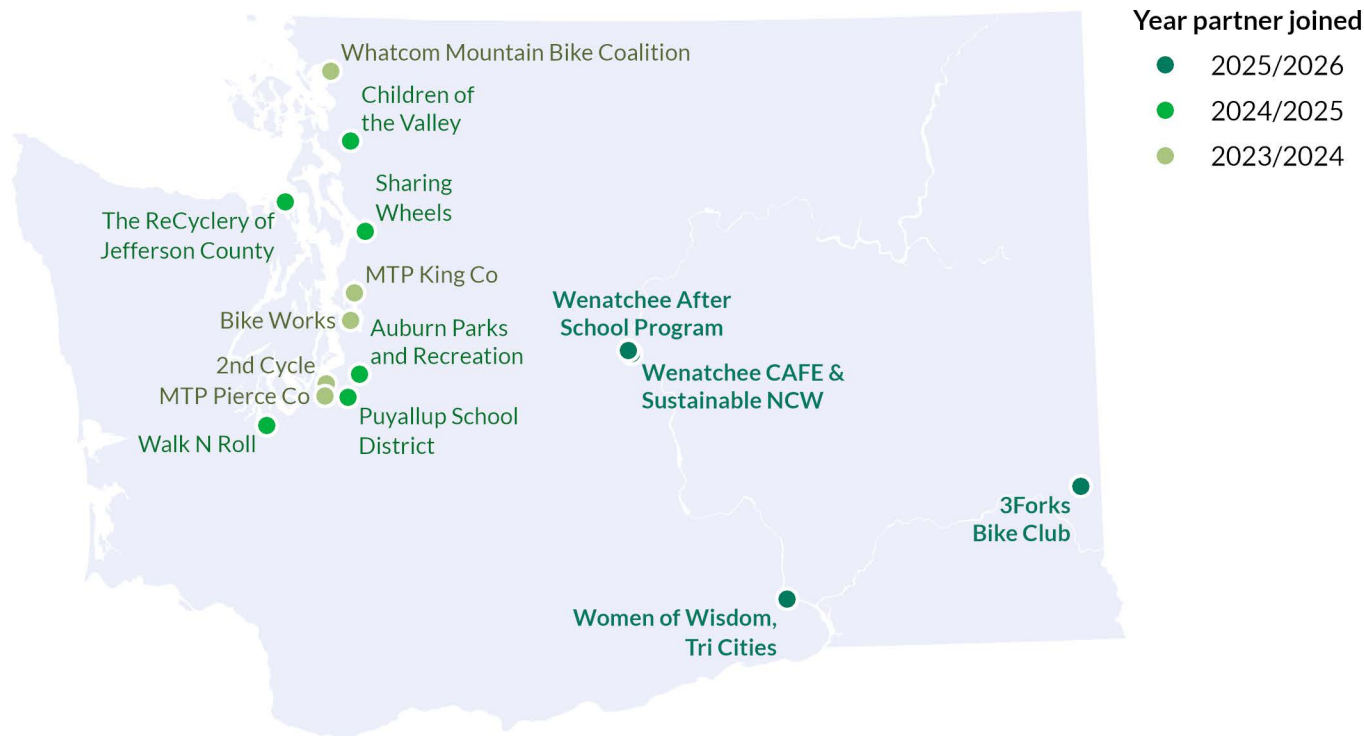 Year partner joined
2025/2026
2024/2025
2023/2024
Whatcom Mountain Bike Coalition
Children of
the Valley
Sharing
Wheels
The ReCyclery of
Jefferson County
MTP King Co
Bike Works
Auburn Parks
and Recreation
2nd Cycle
MTP Pierce Co
Puyallup School
District
Walk N Roll
Wenatchee After
School Program
Wenatchee CAFE &
Sustainable NCW
3Forks
Bike Club
Women of Wisdom,
Tri Cities